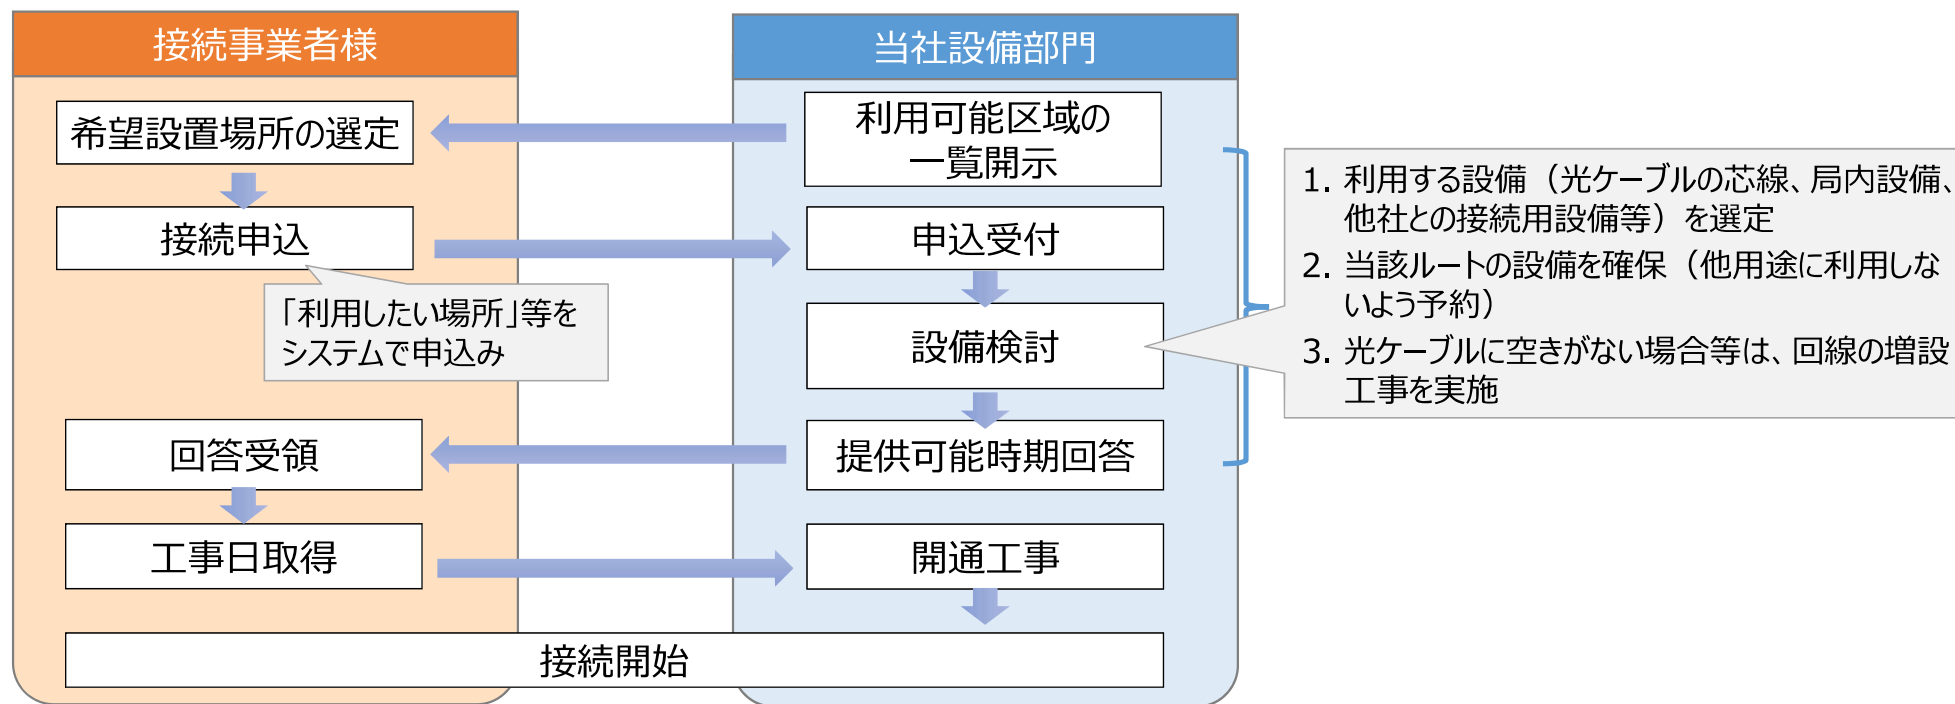 接続事業者様
当社設備部門
希望設置場所の選定
利用可能区域の
一覧開示
接続申込
申込受付
「利用したい場所」等を
システムで申込み
設備検討
1. 利用する設備（光ケーブルの芯線、局内設備、
他社との接続用設備等）を選定
2. 当該ルートの設備を確保（他用途に利用しな
いよう予約）
3. 光ケーブルに空きがない場合等は、回線の増設
工事を実施
回答受領
提供可能時期回答
工事日取得
開通工事
接続開始